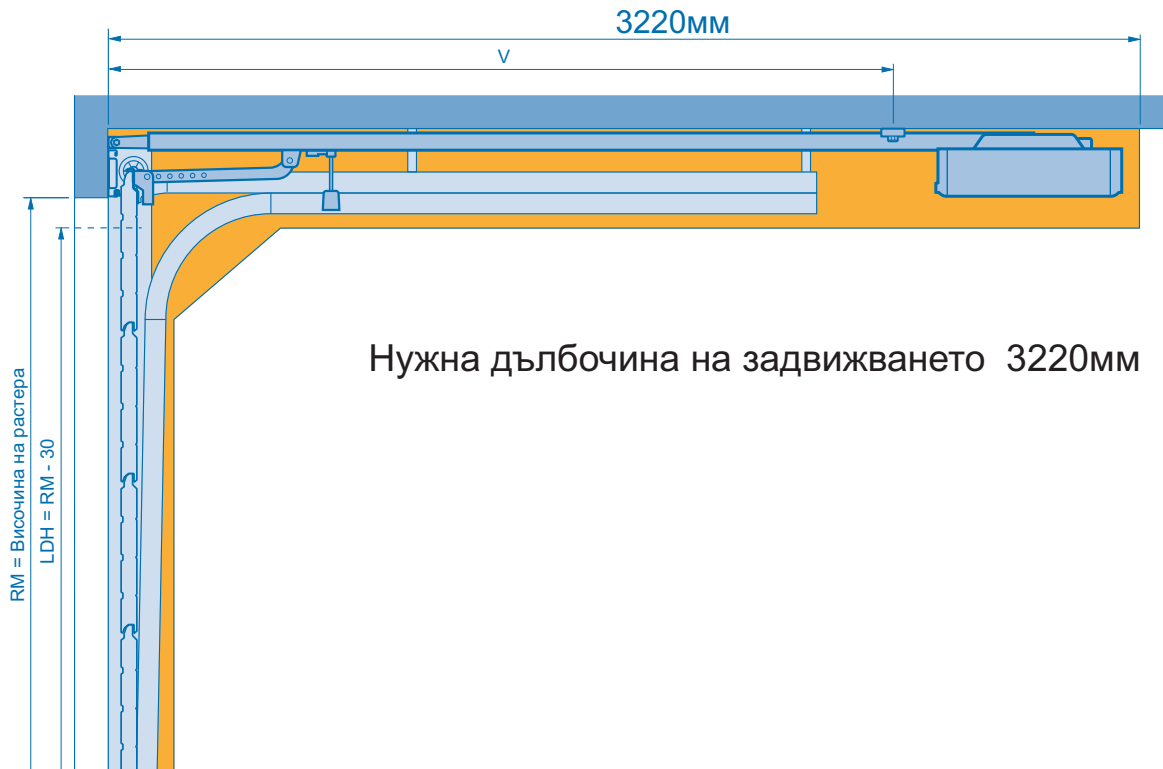 3220мм
V
Нужна дълбочина на задвижването 3220мм
RM = Височина на растера
LDH = RM - 30